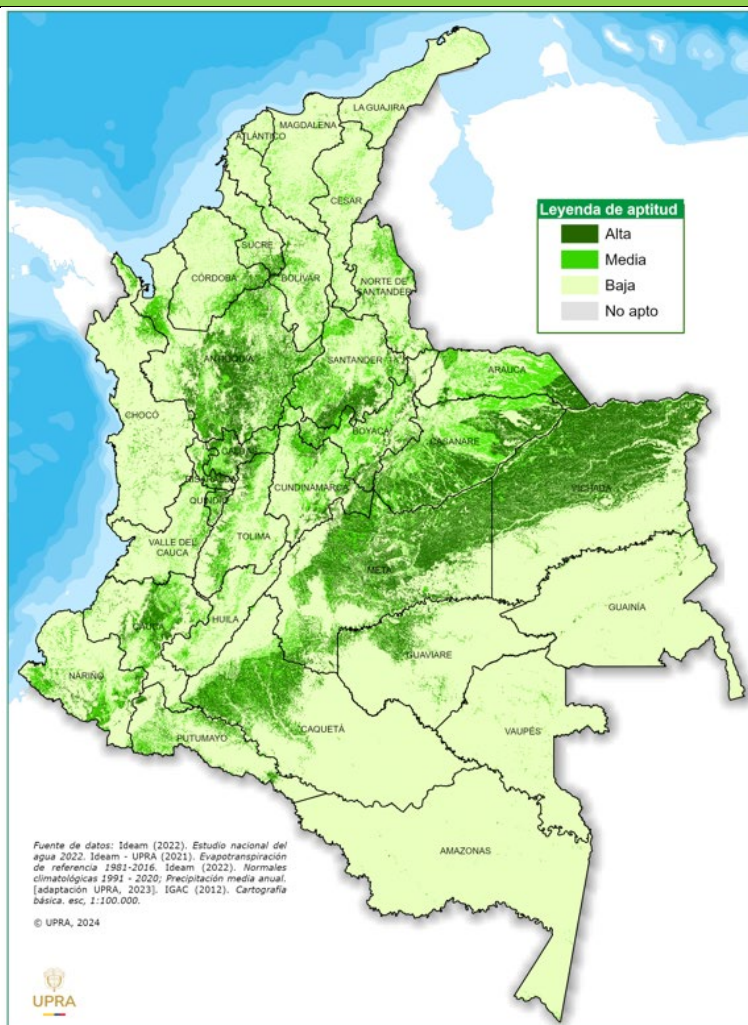 LA GUAJIRA
MAGDALENA
ATLÁNTICO
CESAR
Leyenda de aptitud
Alta
Media
Baja
No apto
SUCRE
CÓRDOBA
BOLÍVAR
NORTE DE
SANTANDER
ANTIOQUIA
SANTANDER
ARAUCA
CHOCÓ
BOYACÁ
CASANARE
CALDAS
RISARALDA
VICHADA
QUINDÍO
CUNDINAMARCA
VALLE DEL
CAUCA
TOLIMA
META
GUAINÍA
CAUCA
HUILA
GUAVIARE
NARIÑO
CAQUETÁ
VAUPÉS
PUTUMAYO
AMAZONAS
Fuente de datos: Ideam (2022). Estudio nacional del
agua 2022. Ideam - UPRA (2021). Evapotranspiración
de referencia 1981-2016. Ideam (2022). Normales
climatológicas 1991 - 2020; Precipitación media anual.
[adaptación UPRA, 2023]. IGAC (2012). Cartografía
básica. esc, 1:100.000.
© UPRA, 2024
UPRA